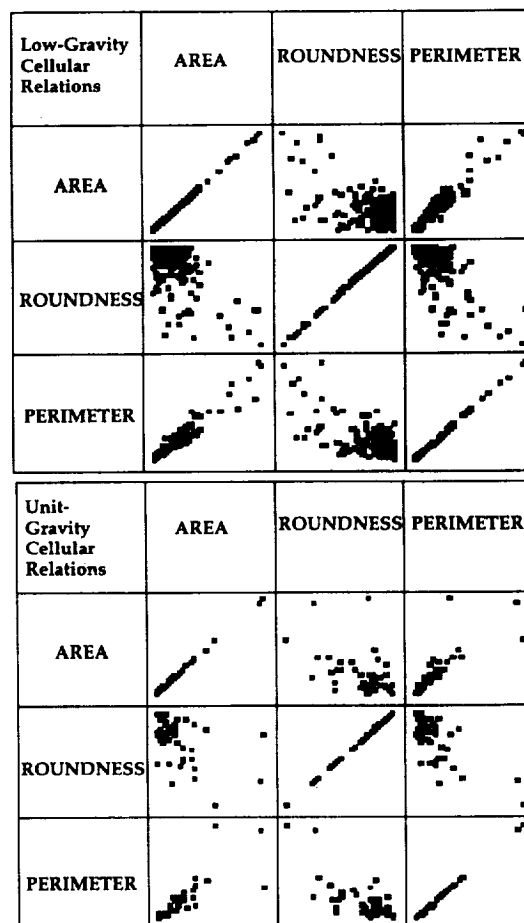 Low-Gravity
Cellular
Relations
AREA
ROUNDNESS
PERIMETER
AREA
ROUNDNESS
PERIMETER
Unit-
Gravity
Cellular
Relations
AREA
ROUNDNESS
PERIMETER
AREA
ROUNDNESS
PERIMETER